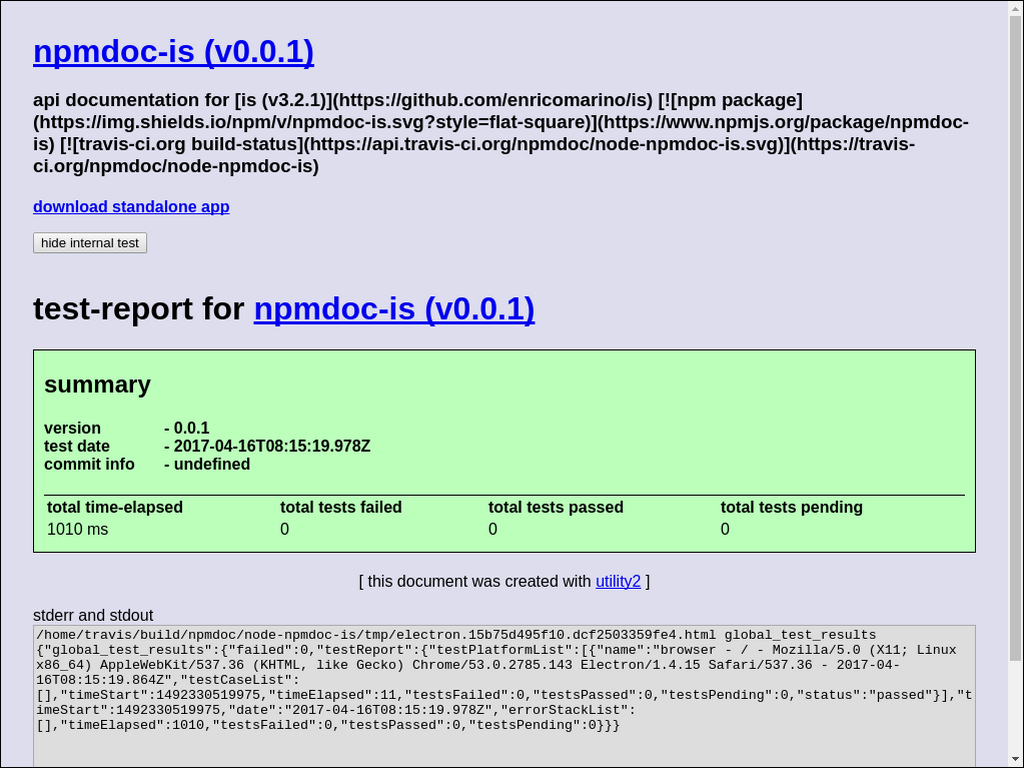 npmdoc-is (v0.0.1)
api documentation for [is (v3.2.1)](https://github.com/enricomarino/is) [![npm package]
(https://img.shields.io/npm/v/npmdoc-is.svg?style=flat-square)](https://www.npmjs.org/package/npmdoc-
is) [![travis-ci.org build-status](https://api.travis-ci.org/npmdoc/node-npmdoc-is.svg)](https://travis-
ci.org/npmdoc/node-npmdoc-is)
download standalone app
hide internal test
test-report for npmdoc-is (v0.0.1)
summary
version - 0.0.1
test date - 2017-04-16T08:15:19.978Z
commit info - undefined
total time-elapsed total tests failed total tests passed total tests pending
1010 ms 0 0 0
[ this document was created with utility2 ]
stderr and stdout
/home/travis/build/npmdoc/node-npmdoc-is/tmp/electron.15b75d495f10.dcf2503359fe4.html global_test_results
{"global_test_results":{"failed":0,"testReport":{"testPlatformList":[{"name":"browser - / - Mozilla/5.0 (X11; Linux
x86_64) AppleWebKit/537.36 (KHTML, like Gecko) Chrome/53.0.2785.143 Electron/1.4.15 Safari/537.36 - 2017-04-
16T08:15:19.864Z","testCaseList":
[],"timeStart":1492330519975,"timeElapsed":11,"testsFailed":0,"testsPassed":0,"testsPending":0,"status":"passed"}],"t
imeStart":1492330519975,"date":"2017-04-16T08:15:19.978Z","errorStackList":
[],"timeElapsed":1010,"testsFailed":0,"testsPassed":0,"testsPending":0}}}